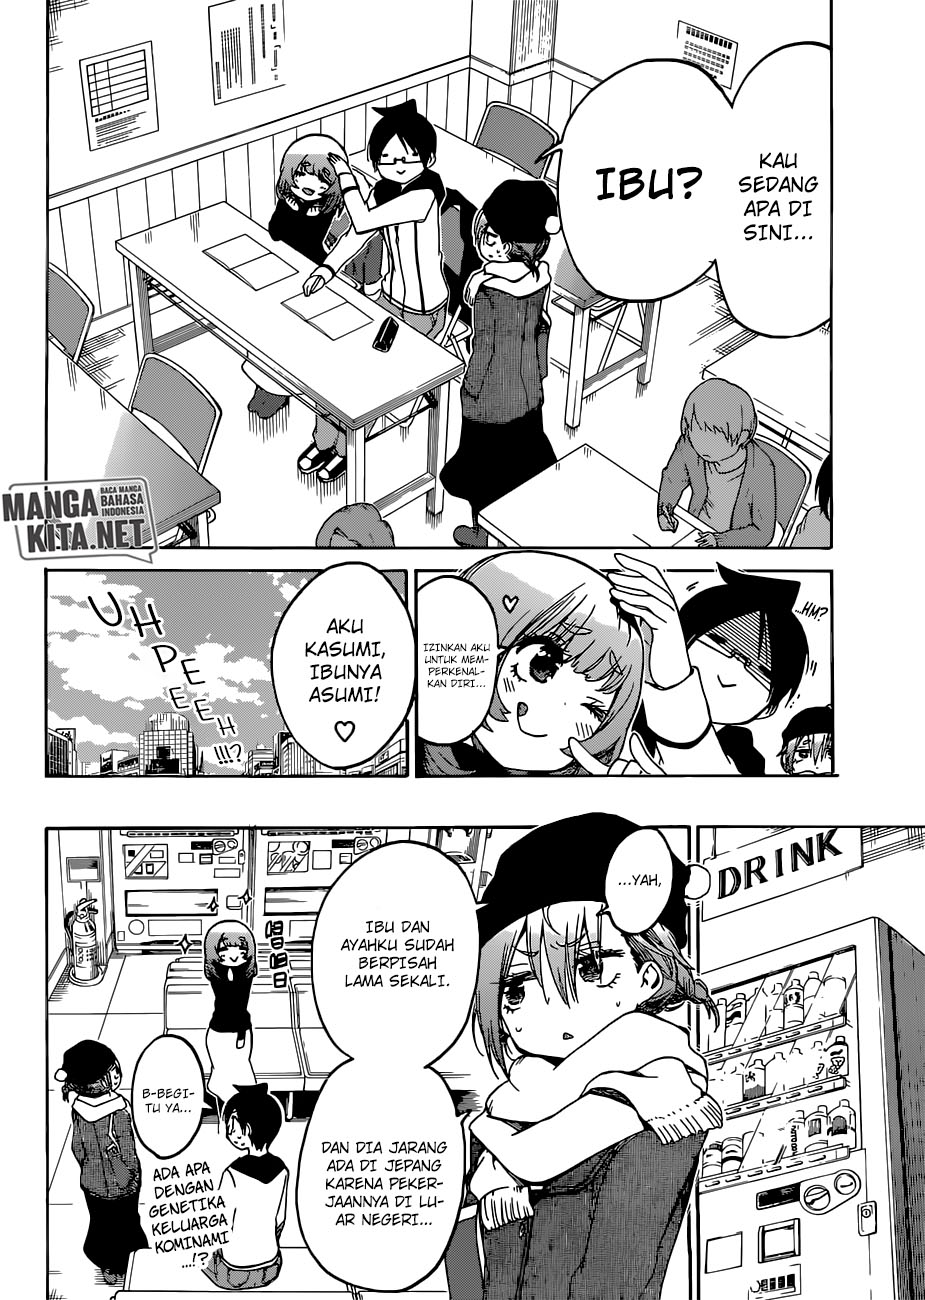 KAU
SEDANG
APA DI
SINI...
IBU?
MANGA
KITA.NET
BACA MANGA
BAHASA
INDONESIA
...HM?
IZINKAN AKU
UNTUK MEM-
PERKENAL-
KAN DIRI...
AKU
KASUMI,
IBUNYA
ASUMI!
UH
PEEEEH
!!!?
DRINK
...YAH,
IBU DAN
AYAHKU SUDAH
BERPISAH
LAMA SEKALI.
DAN DIA JARANG
ADA DI JEPANG
KARENA PEKER-
JAANNYA DI LU-
AR NEGERI...
B-BEGI-
TU YA...
ADA APA
DENGAN
GENETIKA
KELUARGA
KOMINAMI
...!?